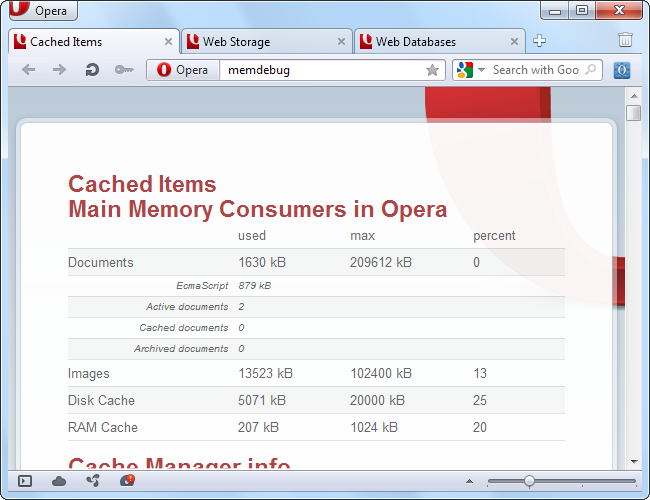 Opera
Cached Items Web Storage Web Databases
Opera memdebug Search with Goo
Cached Items
Main Memory Consumers in Opera
used max percent
Documents 1630 kB 209612 kB 0
EcmaScript 879 kB
Active documents 2
Cached documents 0
Archived documents 0
Images 13523 kB 102400 kB 13
Disk Cache 5071 kB 20000 kB 25
RAM Cache 207 kB 1024 kB 20
Cache Manager info